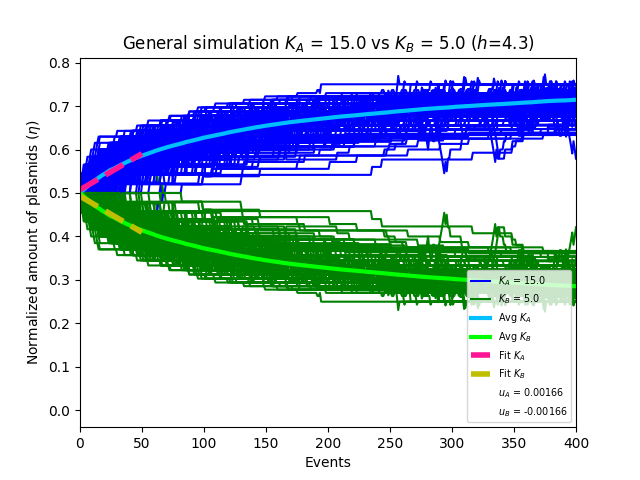 General simulation K_A = 15.0 vs K_B = 5.0 (h=4.3)
Normalized amount of plasmids (η)
0.8
0.7
0.6
0.5
0.4
0.3
0.2
0.1
0.0
K_A = 15.0
K_B = 5.0
Avg K_A
Avg K_B
Fit K_A
Fit K_B
u_A = 0.00166
u_B = -0.00166
0 50 100 150 200 250 300 350 400
Events